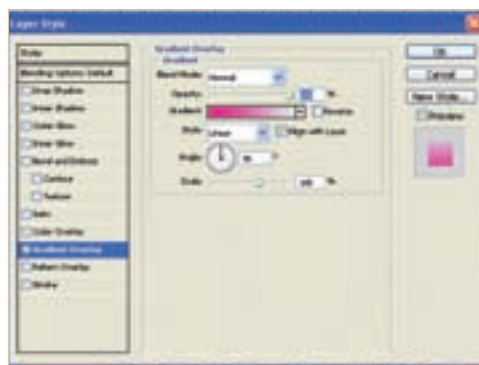 Layer Style
Styles
Blending Options: Default
Drop Shadow
Inner Shadow
Outer Glow
Inner Glow
Bevel and Emboss
Contour
Texture
Satin
Color Overlay
Gradient Overlay
Pattern Overlay
Stroke
Gradient Overlay
Gradient
Blend Mode: Normal
Opacity: %
Gradient: Reverse
Style: Linear Align with Layer
Angle: 90 °
Scale: 100 %
OK
Cancel
New Style...
Preview